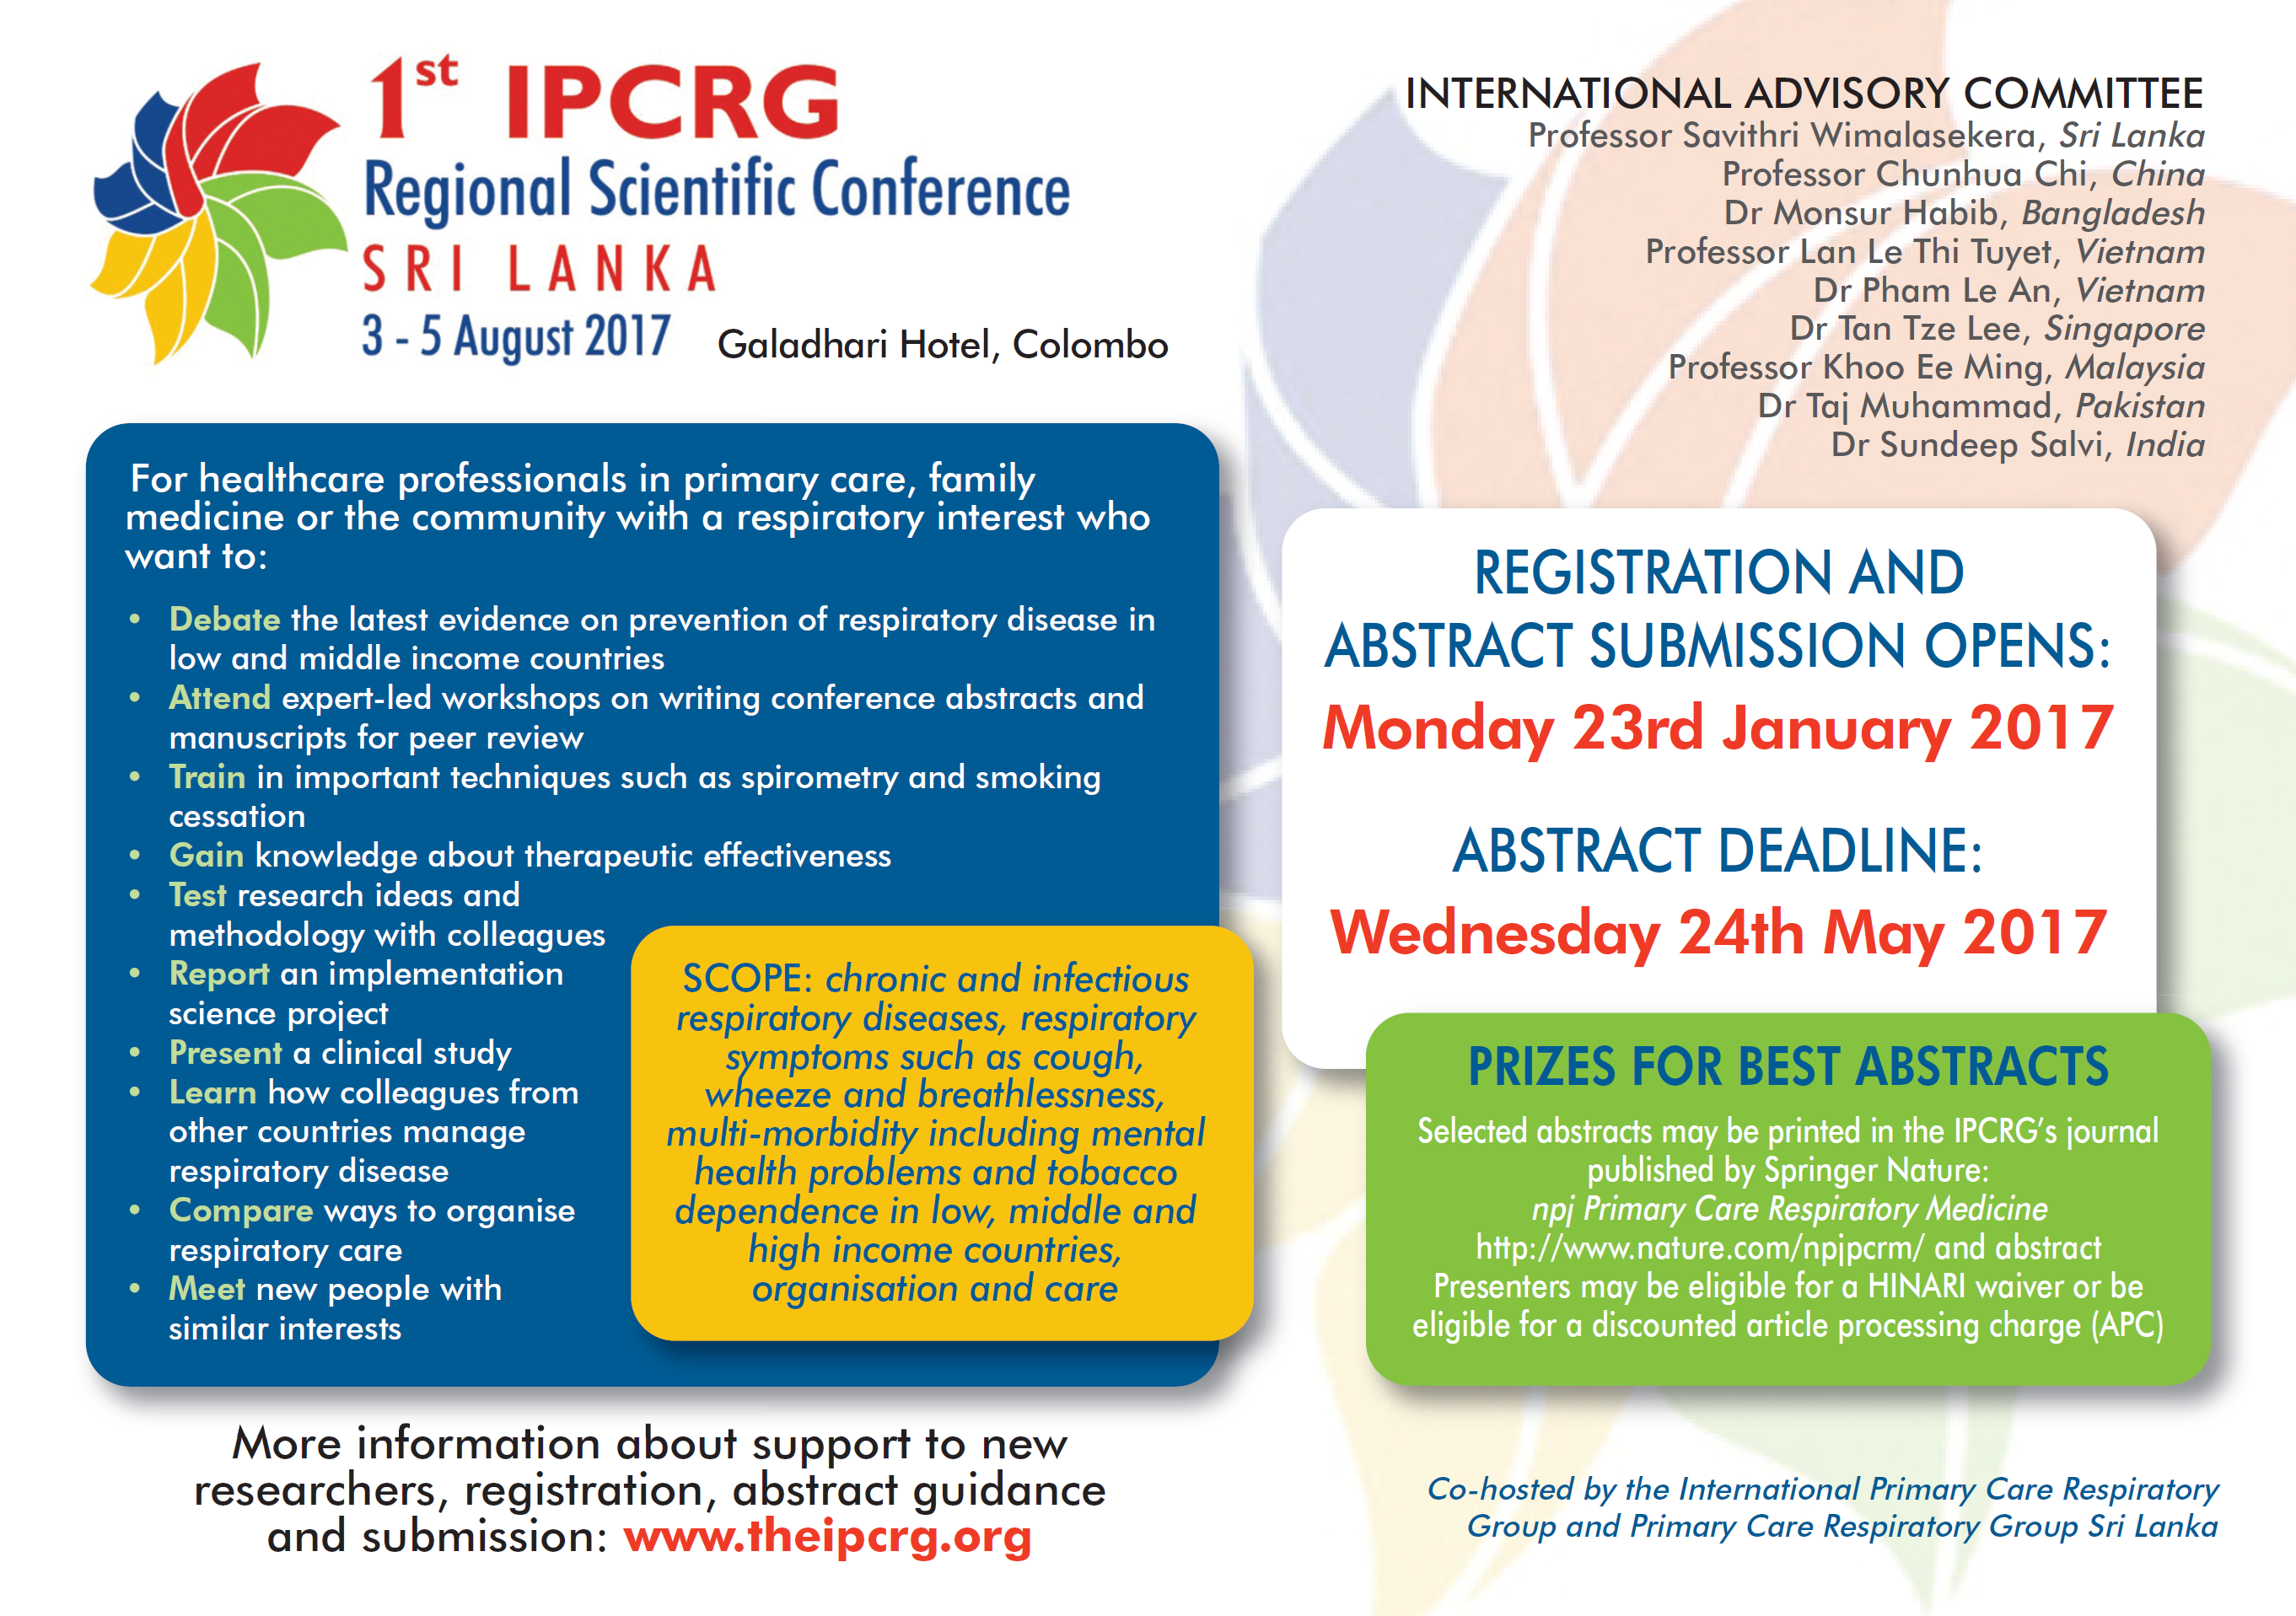 1st IPCRG
Regional Scientific Conference
SRI LANKA
3 - 5 August 2017 Galadhari Hotel, Colombo
INTERNATIONAL ADVISORY COMMITTEE
Professor Savithri Wimalasekera, Sri Lanka
Professor Chunhua Chi, China
Dr Monsur Habib, Bangladesh
Professor Lan Le Thi Tuyet, Vietnam
Dr Pham Le An, Vietnam
Dr Tan Tze Lee, Singapore
Professor Khoo Ee Ming, Malaysia
Dr Taj Muhammad, Pakistan
Dr Sundeep Salvi, India
For healthcare professionals in primary care, family
medicine or the community with a respiratory interest who
want to:
• Debate the latest evidence on prevention of respiratory disease in
low and middle income countries
• Attend expert-led workshops on writing conference abstracts and
manuscripts for peer review
• Train in important techniques such as spirometry and smoking
cessation
• Gain knowledge about therapeutic effectiveness
• Test research ideas and
methodology with colleagues
• Report an implementation
science project
• Present a clinical study
• Learn how colleagues from
other countries manage
respiratory disease
• Compare ways to organise
respiratory care
• Meet new people with
similar interests
SCOPE: chronic and infectious
respiratory diseases, respiratory
symptoms such as cough,
wheeze and breathlessness,
multi-morbidity including mental
health problems and tobacco
dependence in low, middle and
high income countries,
organisation and care
REGISTRATION AND
ABSTRACT SUBMISSION OPENS:
Monday 23rd January 2017
ABSTRACT DEADLINE:
Wednesday 24th May 2017
PRIZES FOR BEST ABSTRACTS
Selected abstracts may be printed in the IPCRG's journal
published by Springer Nature:
npj Primary Care Respiratory Medicine
http://www.nature.com/npjpcrm/ and abstract
Presenters may be eligible for a HINARI waiver or be
eligible for a discounted article processing charge (APC)
More information about support to new
researchers, registration, abstract guidance
and submission: www.theipcrg.org
Co-hosted by the International Primary Care Respiratory
Group and Primary Care Respiratory Group Sri Lanka